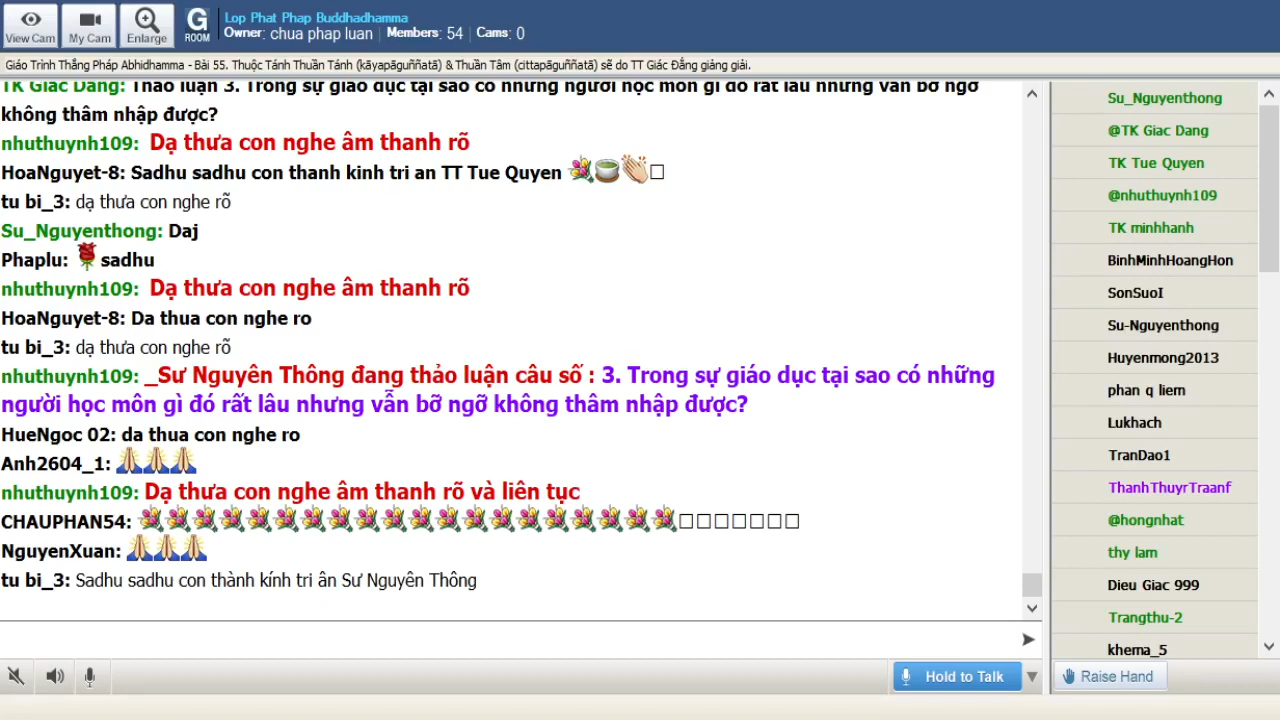 View Cam
My Cam
Enlarge
G ROOM
Lop Phat Phap Buddhadhamma
Owner: chua phap luan | Members: 54 | Cams: 0
Giáo Trình Thắng Pháp Abhidhamma - Bài 55. Thuộc Tánh Thuần Tánh (kāyapāguññatā) & Thuần Tâm (cittapāguññatā) sẽ do TT Giác Đẳng giảng giải.
TK Giac Dang: Thảo luận 3. Trong sự giáo dục tại sao có những người học môn gì đó rất lâu nhưng vẫn bỡ ngỡ
không thâm nhập được?
nhuthuynh109: Dạ thưa con nghe âm thanh rõ
HoaNguyet-8: Sadhu sadhu con thanh kinh tri an TT Tue Quyen
tu bi_3: dạ thưa con nghe rõ
Su_Nguyenthong: Daj
Phaplu: sadhu
nhuthuynh109: Dạ thưa con nghe âm thanh rõ
HoaNguyet-8: Da thua con nghe ro
tu bi_3: dạ thưa con nghe rõ
nhuthuynh109: _Sư Nguyên Thông đang thảo luận câu số : 3. Trong sự giáo dục tại sao có những
người học môn gì đó rất lâu nhưng vẫn bỡ ngỡ không thâm nhập được?
HueNgoc 02: da thua con nghe ro
Anh2604_1:
nhuthuynh109: Dạ thưa con nghe âm thanh rõ và liên tục
CHAUPHAN54:
NguyenXuan:
tu bi_3: Sadhu sadhu con thành kính tri ân Sư Nguyên Thông
Hold to Talk
Su_Nguyenthong
@TK Giac Dang
TK Tue Quyen
@nhuthuynh109
TK minhhanh
BinhMinhHoangHon
SonSuoI
Su-Nguyenthong
Huyenmong2013
phan q liem
Lukhach
TranDao1
ThanhThuyrTraanf
@hongnhat
thy lam
Dieu Giac 999
Trangthu-2
khema_5
Raise Hand